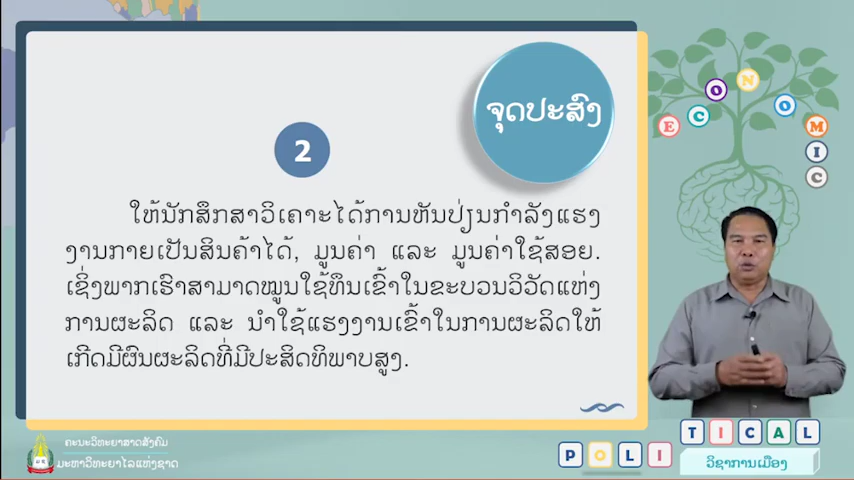 ຈຸດປະສົງ
2
ໃຫ້ນັກສຶກສາວິເຄາະໄດ້ການຫັນປ່ຽນກຳລັງແຮງ
ງານກາຍເປັນສິນຄ້າໄດ້, ມູນຄ່າ ແລະ ມູນຄ່າໃຊ້ສອຍ.
ເຊິ່ງພາກເຮົາສາມາດໝູນໃຊ້ທຶນເຂົ້າໃນຂະບວນວິວັດແຫ່ງ
ການຜະລິດ ແລະ ນຳໃຊ້ແຮງງານເຂົ້າໃນການຜະລິດໃຫ້
ເກີດມີຜົນຜະລິດທີ່ມີປະສິດທິພາບສູງ.
ECONOMIC
POLITICAL
ວິຊາການເມືອງ
ຄະນະວິທະຍາສາດສັງຄົມ
ມະຫາວິທະຍາໄລແຫ່ງຊາດ